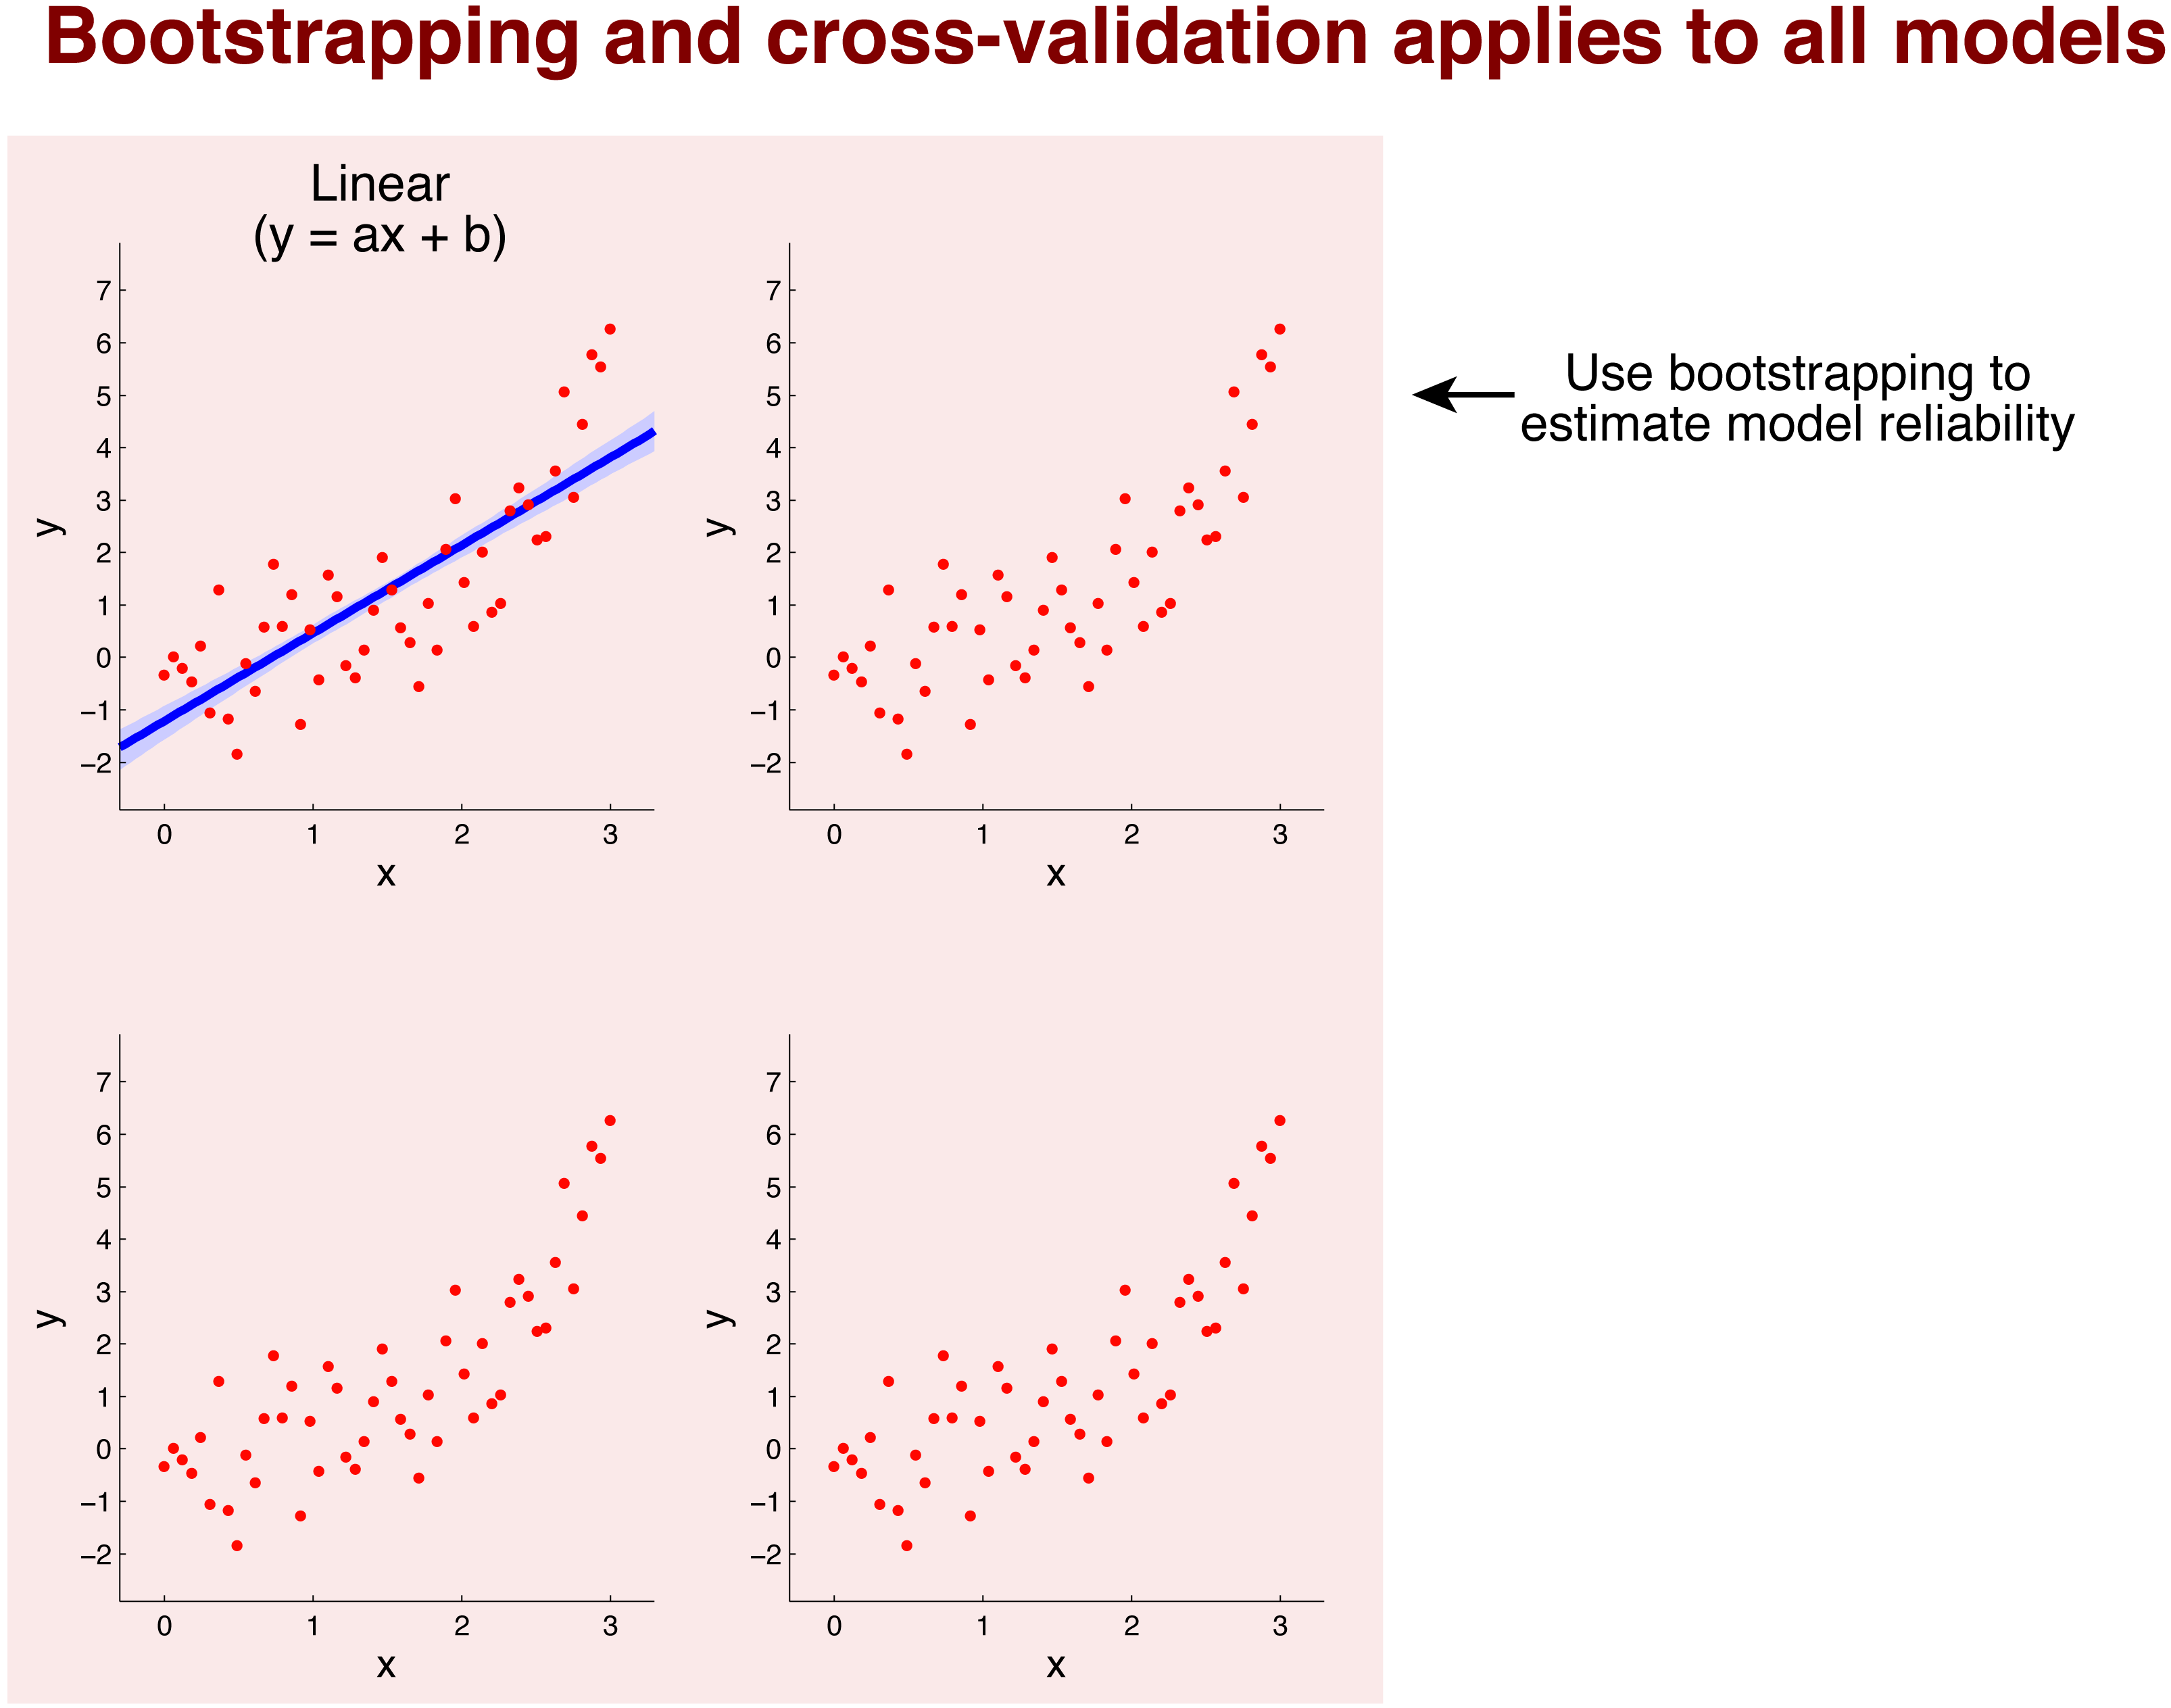 Bootstrapping and cross-validation applies to all models
Linear
(y = ax + b)
7
6
5
4
3
2
1
0
−1
−2
y
0 1 2 3
x
7
6
5
4
3
2
1
0
−1
−2
y
0 1 2 3
x
Use bootstrapping to
estimate model reliability
7
6
5
4
3
2
1
0
−1
−2
y
0 1 2 3
x
7
6
5
4
3
2
1
0
−1
−2
y
0 1 2 3
x